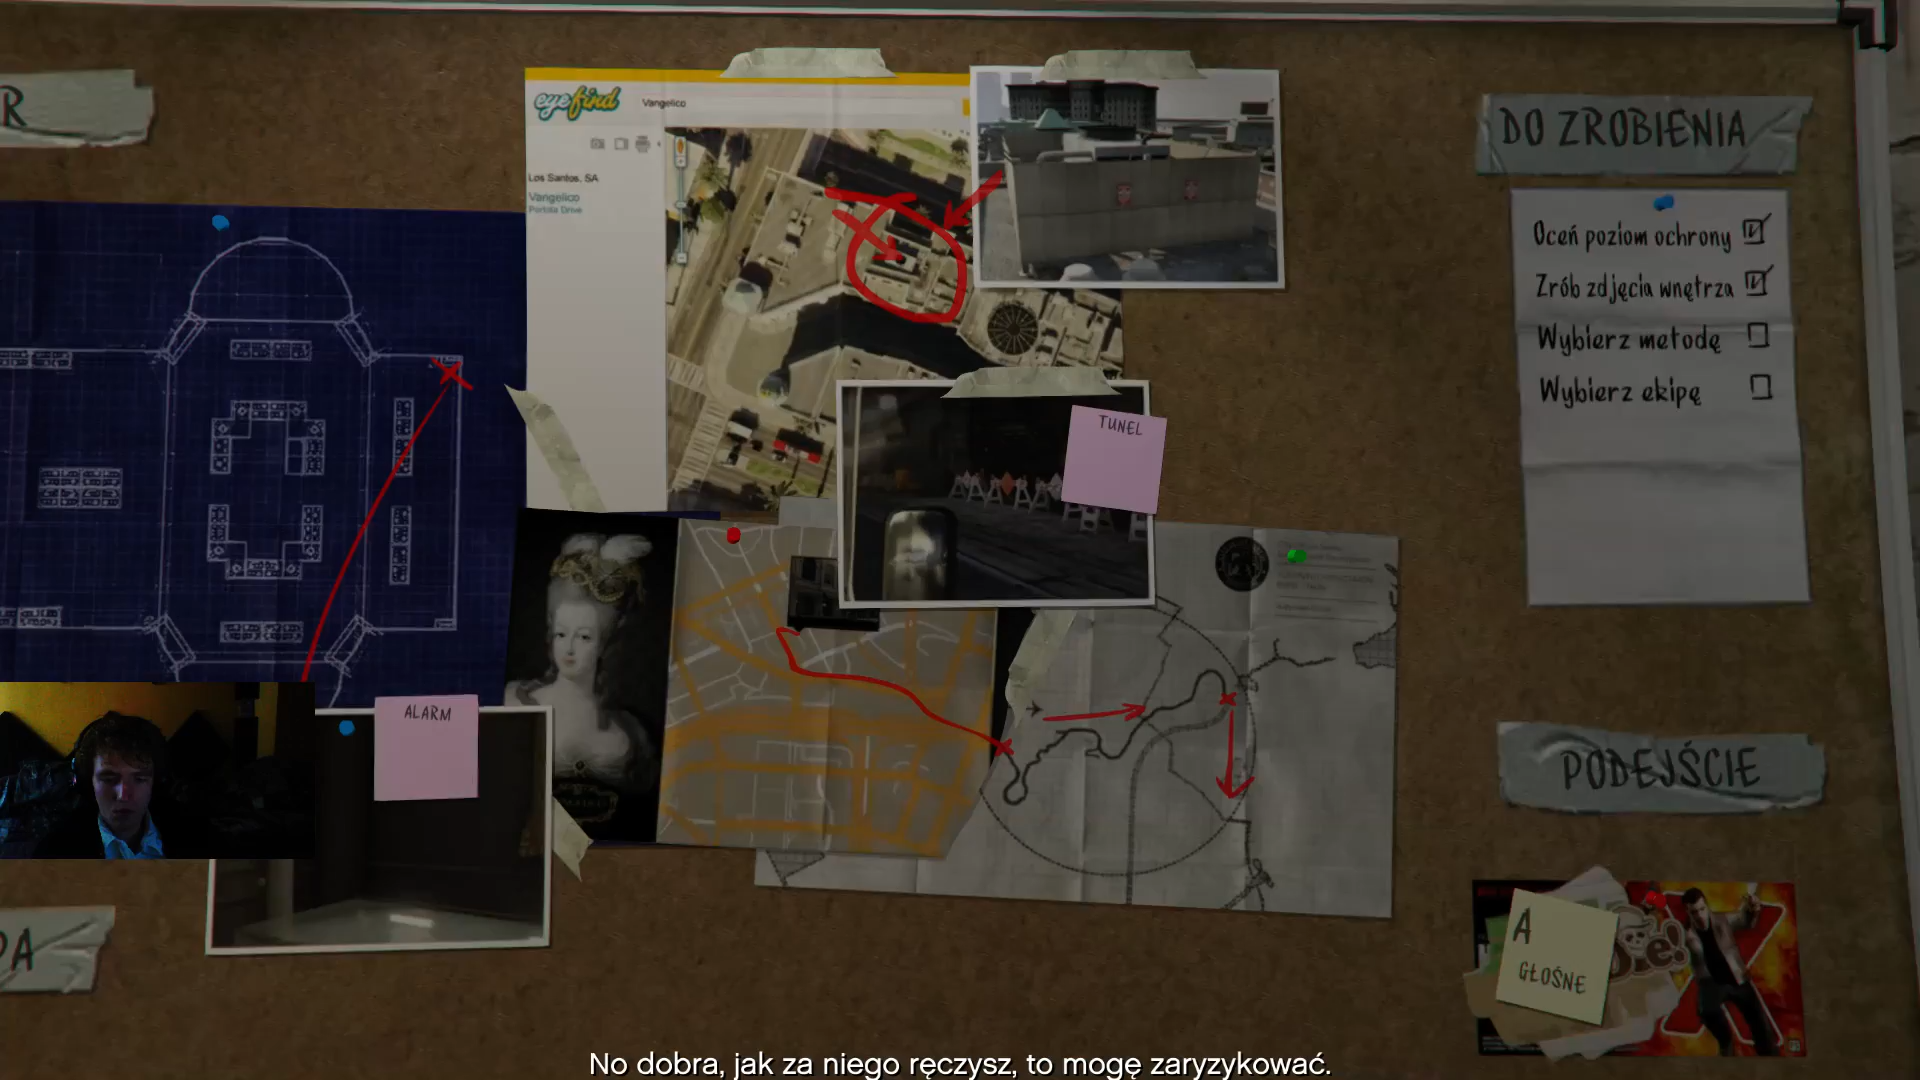 R
eyefind
Vangelico
Los Santos, SA
Vangelico
Portola Drive
DO ZROBIENIA
Oceń poziom ochrony
Zrób zdjęcia wnętrza
Wybierz metodę
Wybierz ekipę
TUNEL
ALARM
PODEJŚCIE
A
GŁOŚNE
Die!
No dobra, jak za niego ręczysz, to mogę zaryzykować.